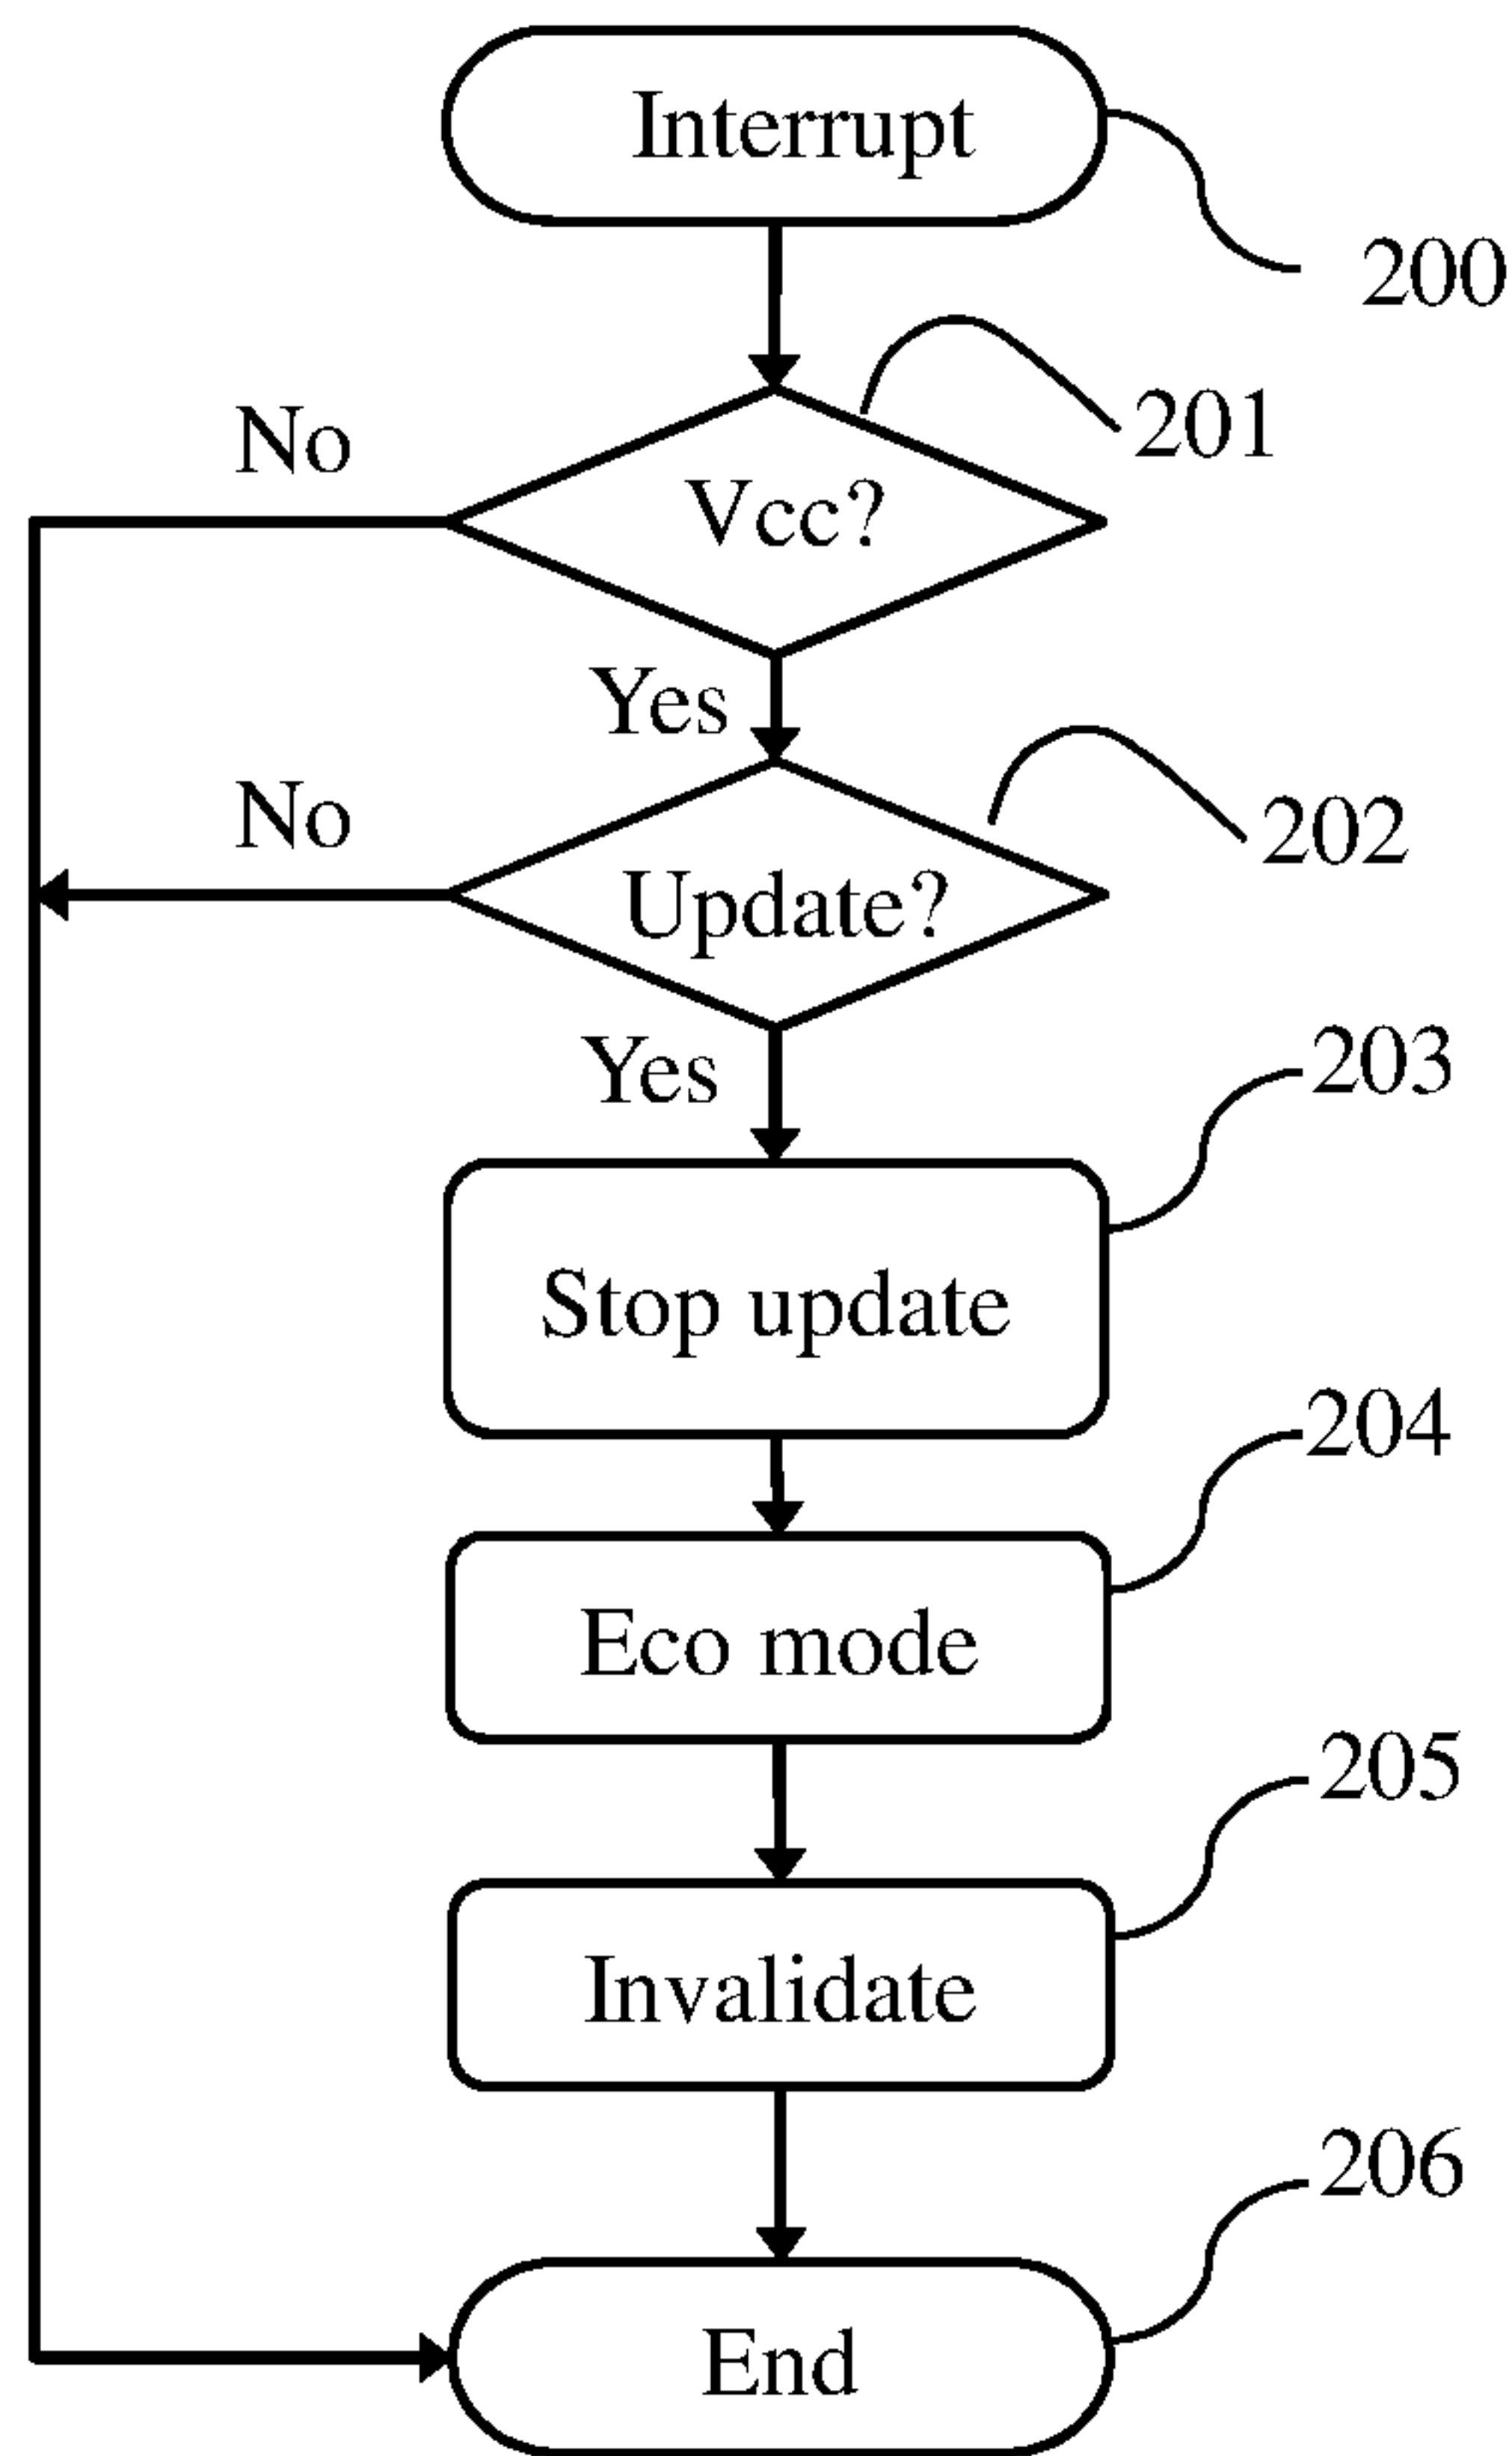 Interrupt
200
201
No
Vcc?
Yes
202
No
Update?
Yes
203
Stop update
204
Eco mode
205
Invalidate
206
End